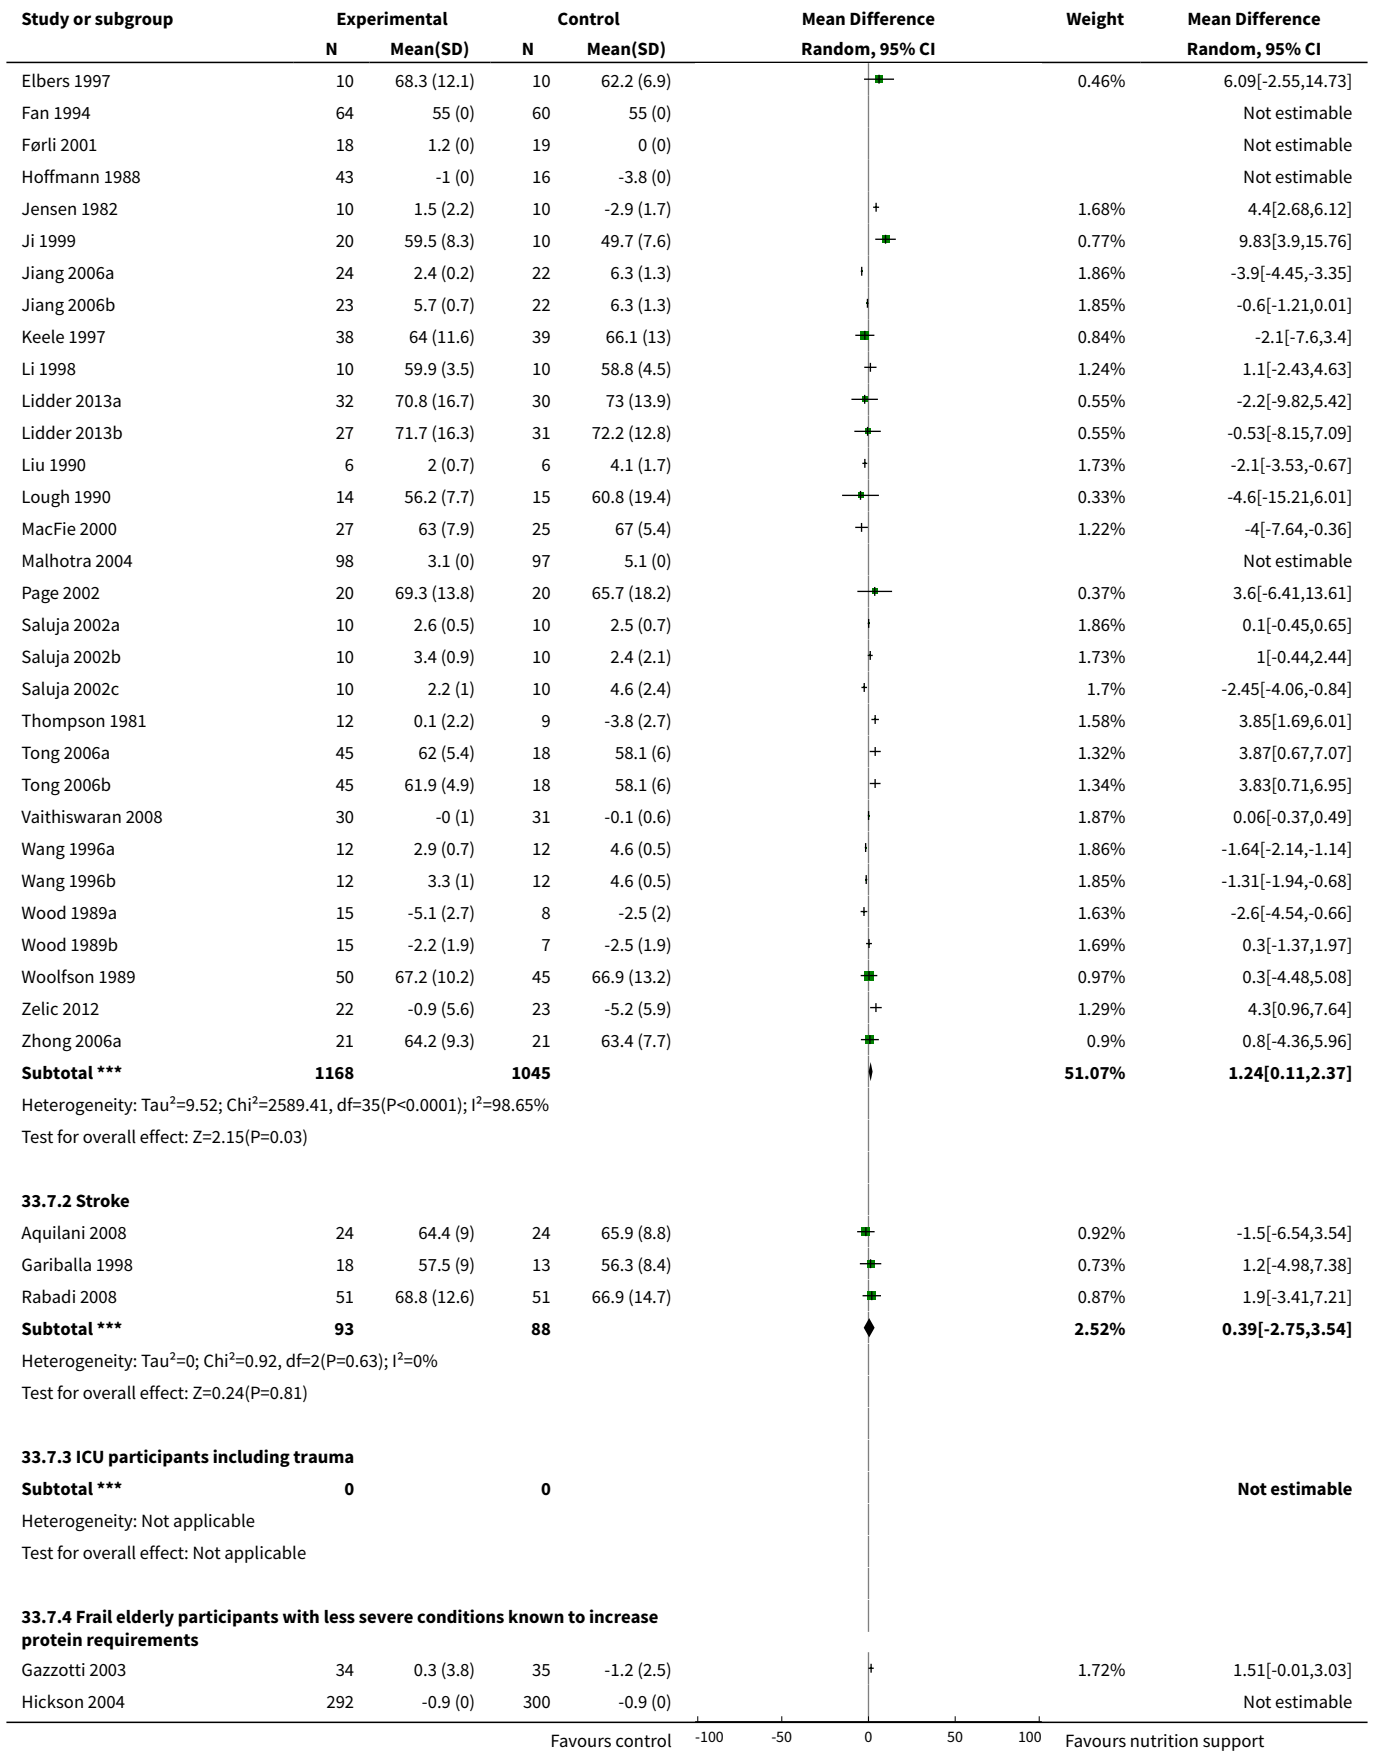 Study or subgroup Experimental Control Mean Difference Weight Mean Difference
N Mean(SD) N Mean(SD) Random, 95% CI Random, 95% CI
Elbers 1997 10 68.3 (12.1) 10 62.2 (6.9) 0.46% 6.09[-2.55,14.73]
Fan 1994 64 55 (0) 60 55 (0) Not estimable
Førli 2001 18 1.2 (0) 19 0 (0) Not estimable
Hoffmann 1988 43 -1 (0) 16 -3.8 (0) Not estimable
Jensen 1982 10 1.5 (2.2) 10 -2.9 (1.7) 1.68% 4.4[2.68,6.12]
Ji 1999 20 59.5 (8.3) 10 49.7 (7.6) 0.77% 9.83[3.9,15.76]
Jiang 2006a 24 2.4 (0.2) 22 6.3 (1.3) 1.86% -3.9[-4.45,-3.35]
Jiang 2006b 23 5.7 (0.7) 22 6.3 (1.3) 1.85% -0.6[-1.21,0.01]
Keele 1997 38 64 (11.6) 39 66.1 (13) 0.84% -2.1[-7.6,3.4]
Li 1998 10 59.9 (3.5) 10 58.8 (4.5) 1.24% 1.1[-2.43,4.63]
Lidder 2013a 32 70.8 (16.7) 30 73 (13.9) 0.55% -2.2[-9.82,5.42]
Lidder 2013b 27 71.7 (16.3) 31 72.2 (12.8) 0.55% -0.53[-8.15,7.09]
Liu 1990 6 2 (0.7) 6 4.1 (1.7) 1.73% -2.1[-3.53,-0.67]
Lough 1990 14 56.2 (7.7) 15 60.8 (19.4) 0.33% -4.6[-15.21,6.01]
MacFie 2000 27 63 (7.9) 25 67 (5.4) 1.22% -4[-7.64,-0.36]
Malhotra 2004 98 3.1 (0) 97 5.1 (0) Not estimable
Page 2002 20 69.3 (13.8) 20 65.7 (18.2) 0.37% 3.6[-6.41,13.61]
Saluja 2002a 10 2.6 (0.5) 10 2.5 (0.7) 1.86% 0.1[-0.45,0.65]
Saluja 2002b 10 3.4 (0.9) 10 2.4 (2.1) 1.73% 1[-0.44,2.44]
Saluja 2002c 10 2.2 (1) 10 4.6 (2.4) 1.7% -2.45[-4.06,-0.84]
Thompson 1981 12 0.1 (2.2) 9 -3.8 (2.7) 1.58% 3.85[1.69,6.01]
Tong 2006a 45 62 (5.4) 18 58.1 (6) 1.32% 3.87[0.67,7.07]
Tong 2006b 45 61.9 (4.9) 18 58.1 (6) 1.34% 3.83[0.71,6.95]
Vaithiswaran 2008 30 -0 (1) 31 -0.1 (0.6) 1.87% 0.06[-0.37,0.49]
Wang 1996a 12 2.9 (0.7) 12 4.6 (0.5) 1.86% -1.64[-2.14,-1.14]
Wang 1996b 12 3.3 (1) 12 4.6 (0.5) 1.85% -1.31[-1.94,-0.68]
Wood 1989a 15 -5.1 (2.7) 8 -2.5 (2) 1.63% -2.6[-4.54,-0.66]
Wood 1989b 15 -2.2 (1.9) 7 -2.5 (1.9) 1.69% 0.3[-1.37,1.97]
Woolfson 1989 50 67.2 (10.2) 45 66.9 (13.2) 0.97% 0.3[-4.48,5.08]
Zelic 2012 22 -0.9 (5.6) 23 -5.2 (5.9) 1.29% 4.3[0.96,7.64]
Zhong 2006a 21 64.2 (9.3) 21 63.4 (7.7) 0.9% 0.8[-4.36,5.96]
Subtotal *** 1168 1045 51.07% 1.24[0.11,2.37]
Heterogeneity: Tau²=9.52; Chi²=2589.41, df=35(P<0.0001); I²=98.65%
Test for overall effect: Z=2.15(P=0.03)
33.7.2 Stroke
Aquilani 2008 24 64.4 (9) 24 65.9 (8.8) 0.92% -1.5[-6.54,3.54]
Gariballa 1998 18 57.5 (9) 13 56.3 (8.4) 0.73% 1.2[-4.98,7.38]
Rabadi 2008 51 68.8 (12.6) 51 66.9 (14.7) 0.87% 1.9[-3.41,7.21]
Subtotal *** 93 88 2.52% 0.39[-2.75,3.54]
Heterogeneity: Tau²=0; Chi²=0.92, df=2(P=0.63); I²=0%
Test for overall effect: Z=0.24(P=0.81)
33.7.3 ICU participants including trauma
Subtotal *** 0 0 Not estimable
Heterogeneity: Not applicable
Test for overall effect: Not applicable
33.7.4 Frail elderly participants with less severe conditions known to increase
protein requirements
Gazzotti 2003 34 0.3 (3.8) 35 -1.2 (2.5) 1.72% 1.51[-0.01,3.03]
Hickson 2004 292 -0.9 (0) 300 -0.9 (0) Not estimable
Favours control -100 -50 0 50 100 Favours nutrition support